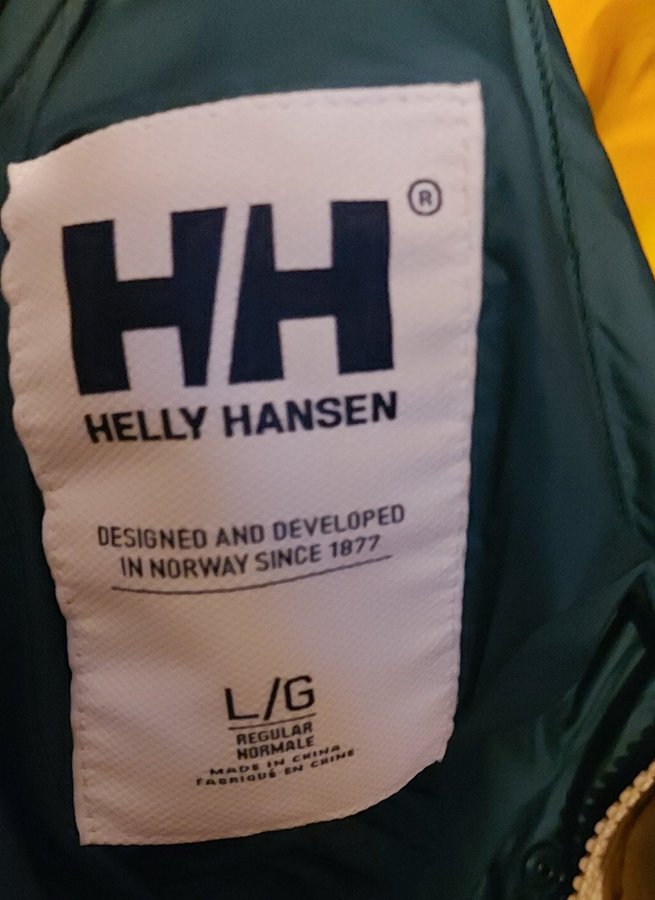 HH®
HELLY HANSEN
DESIGNED AND DEVELOPED
IN NORWAY SINCE 1877
L/G
REGULAR
NORMALE
MADE IN CHINA
FABRIQUÉ EN CHINE